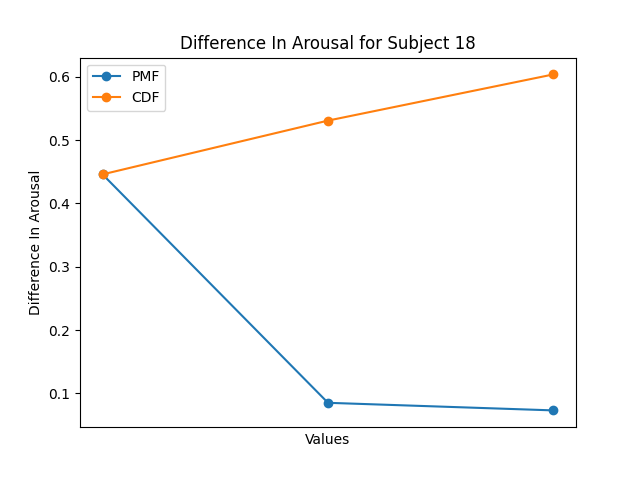 Difference In Arousal for Subject 18
PMF
CDF
0.6
0.5
0.4
0.3
0.2
0.1
Difference In Arousal
Values